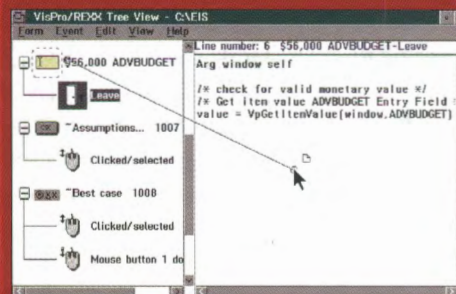 VisPro/REXX Tree View - C:\EIS
Form Event Edit View Help
$56,000 ADVBUDGET
Leave
~Assumptions... 1007
Clicked/selected
~Best case 1008
Clicked/selected
Mouse button 1 do
Line number: 6 $56,000 ADVBUDGET-Leave
Arg window self
/* check for valid monetary value */
/* Get item value ADVBUDGET Entry Field
value = VpGetItemValue(window,ADVBUDGET)